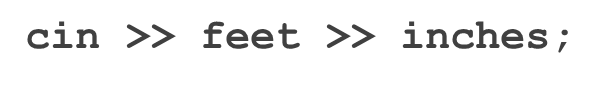 cin >> feet >> inches;